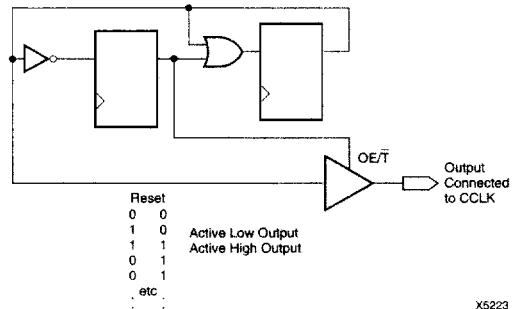 OE/T̅
Output
Connected
to CCLK
Reset
0 0
1 0 Active Low Output
1 1 Active High Output
0 1
0 1
. etc .
. .
X5223